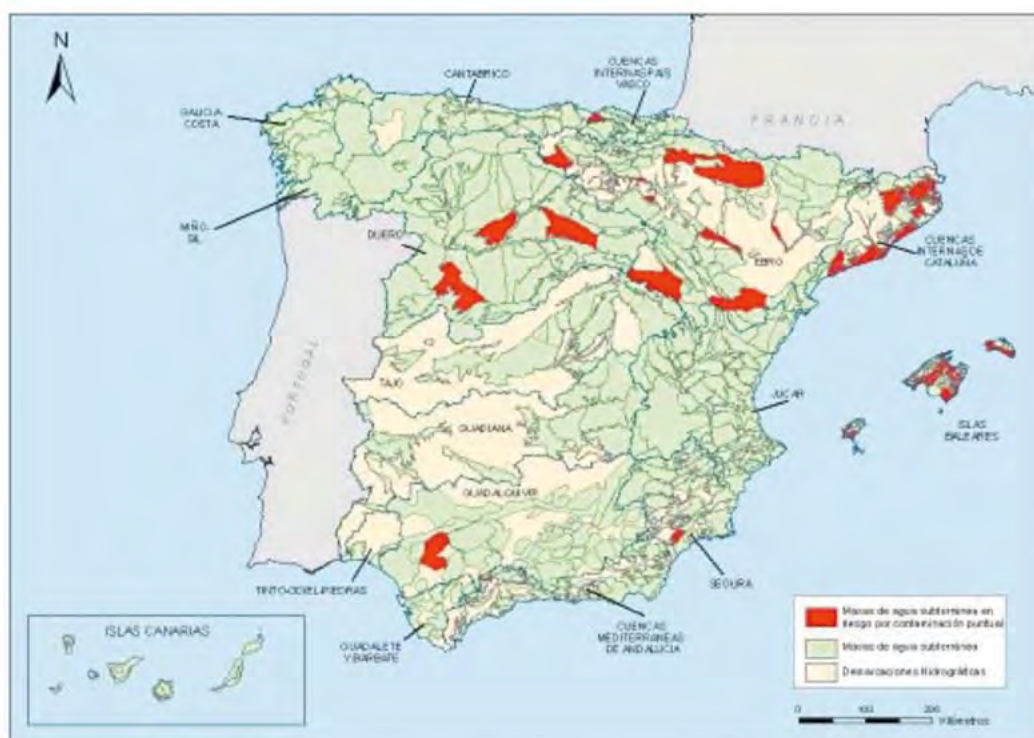 N
CUENCAS
INTERNAS PAIS
VASCO
CANTABRICO
GALICIA
COSTA
FRANCIA
MIÑO
SIL
DUERO
CUENCAS
INTERNAS DE
CATALUÑA
EBRO
PORTUGAL
TAJO
JUCAR
GUADIANA
ISLAS
BALEARES
GUADALQUIVIR
SEGURA
TINTO-ODIEL-PIEDRAS
CUENCAS
MEDITERRANEAS
DE ANDALUCIA
GUADALETE
Y BARBATE
ISLAS CANARIAS
Masas de agua subterránea en
riesgo por contaminación puntual
Masas de agua subterránea
Demarcaciones Hidrográficas
0 100 200
Kilómetros